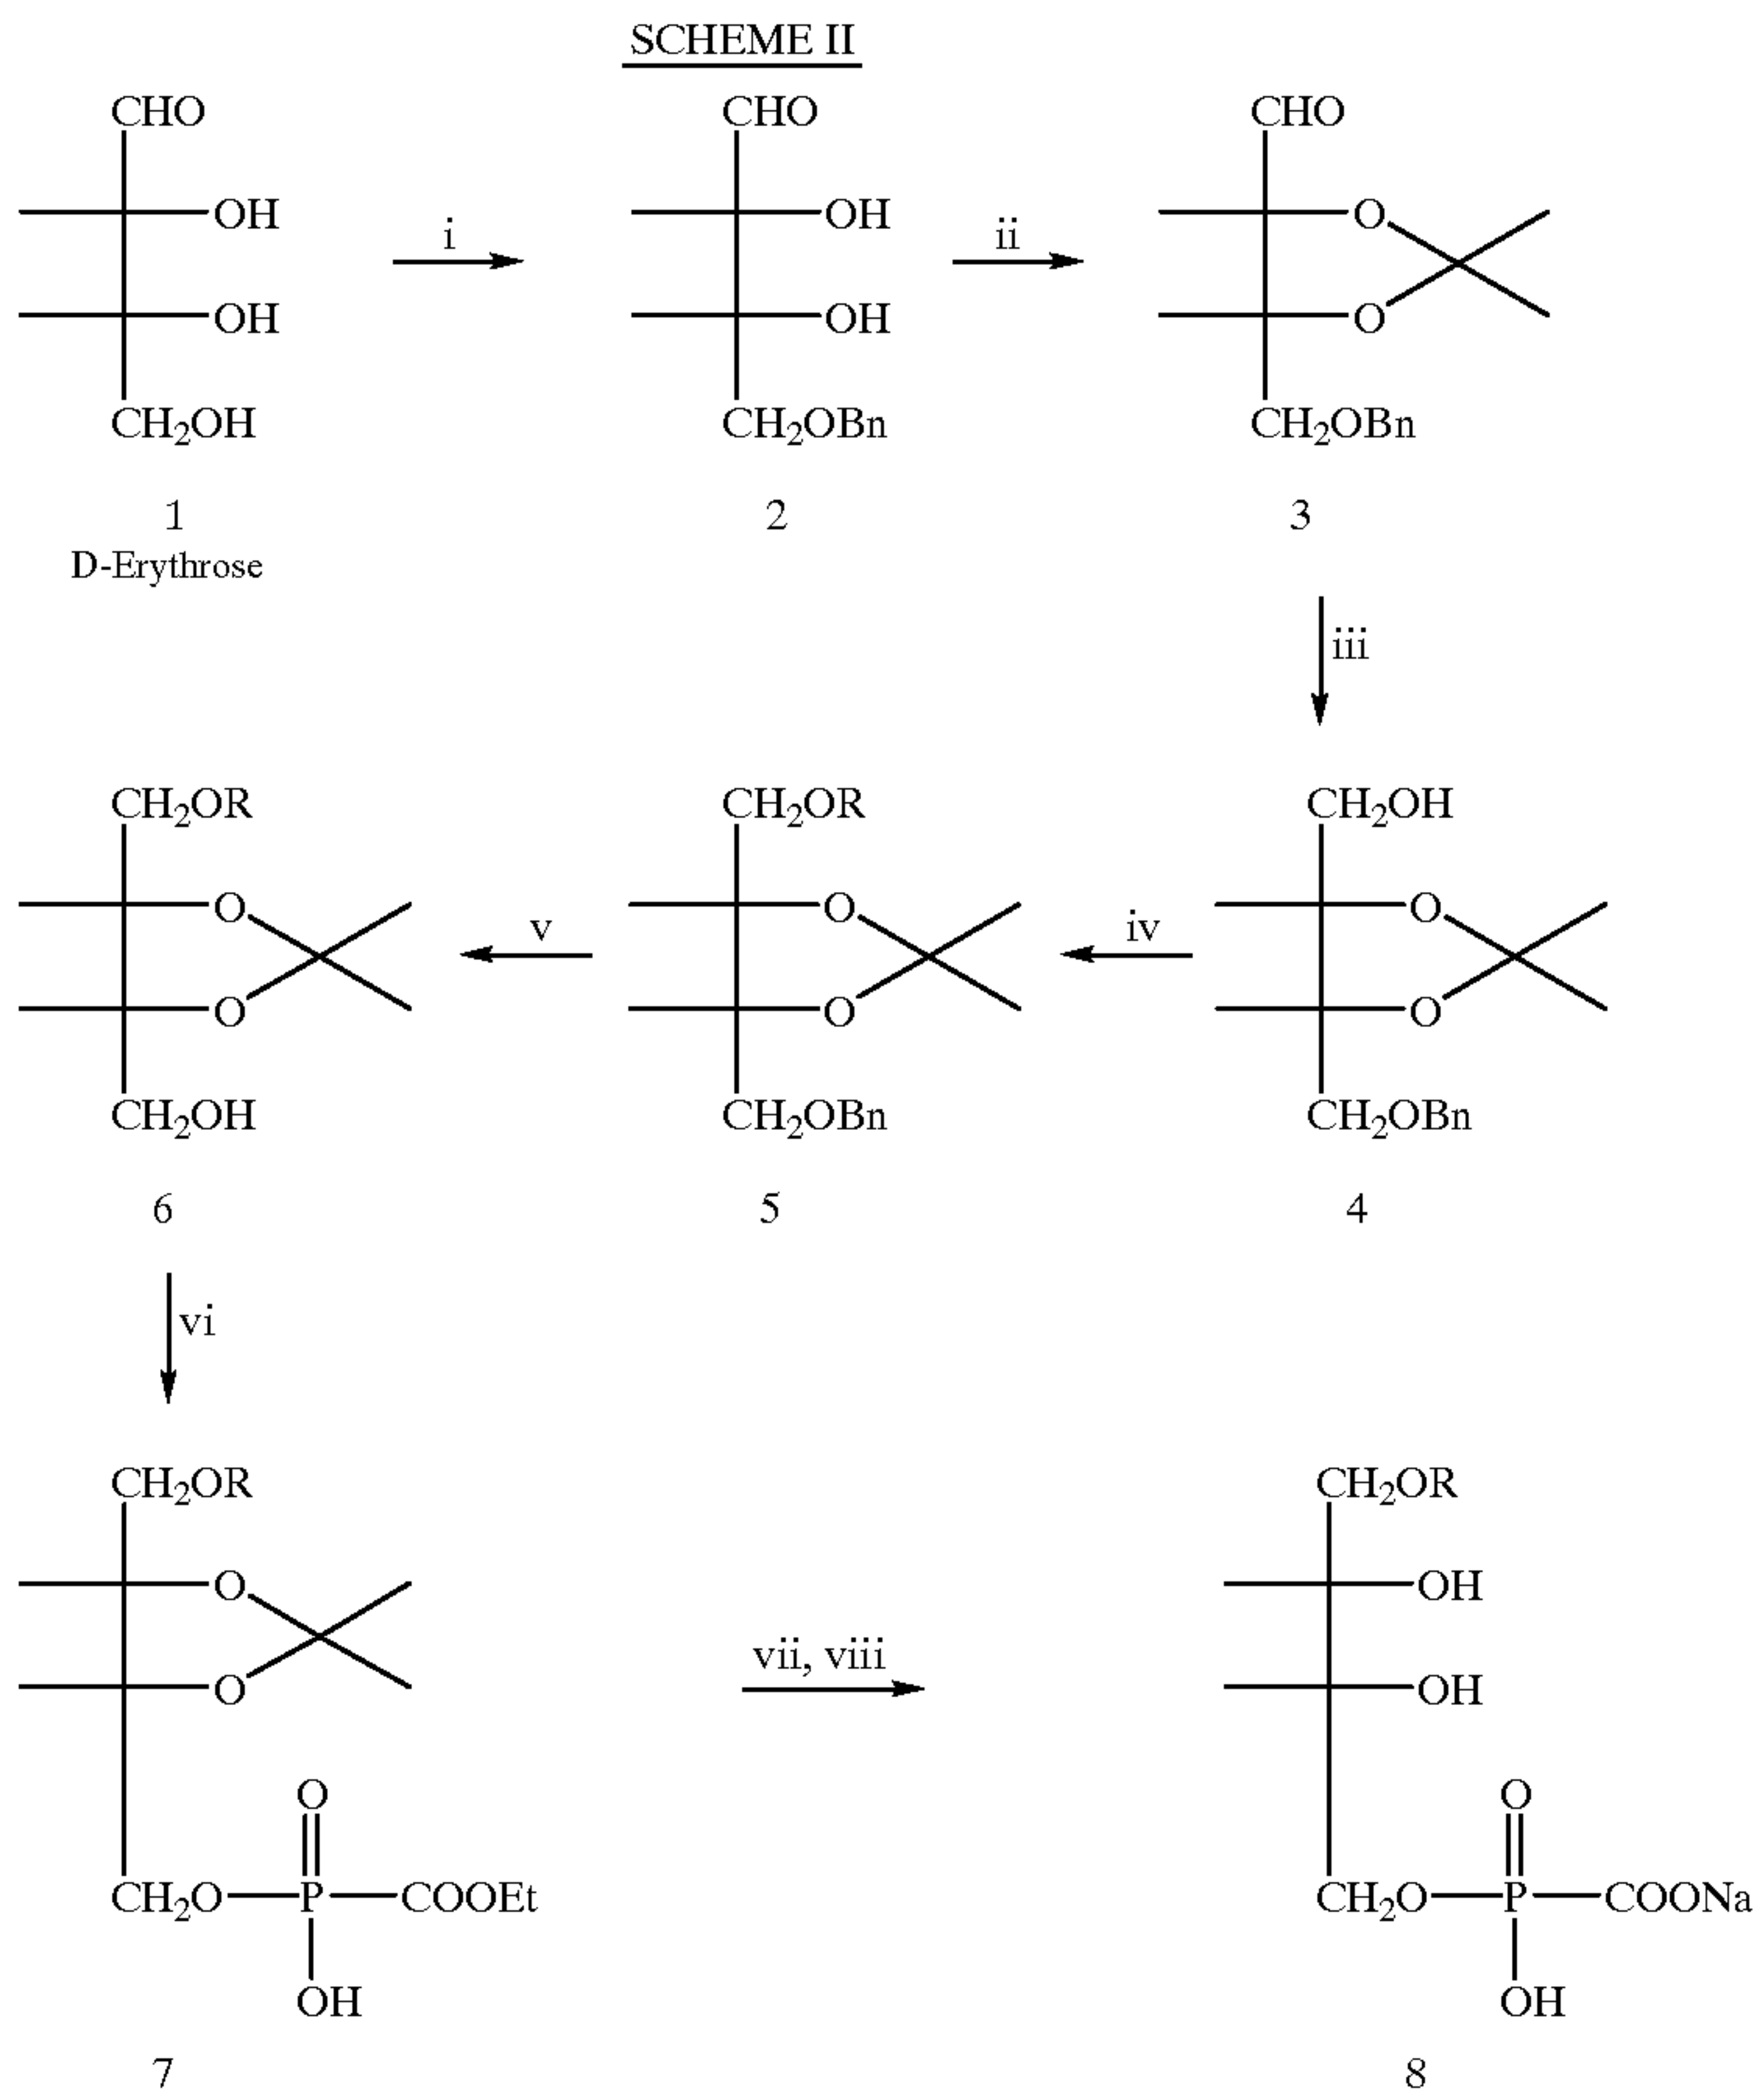 SCHEME II
CHO CHO CHO
OH OH O
i ii
OH OH O
CH2OH CH2OBn CH2OBn
1 2 3
D-Erythrose
iii
CH2OR CH2OR CH2OH
O O O
v iv
O O O
CH2OH CH2OBn CH2OBn
6 5 4
vi
CH2OR CH2OR
O OH
vii, viii
O OH
O O
CH2O P COOEt CH2O P COONa
OH OH
7 8